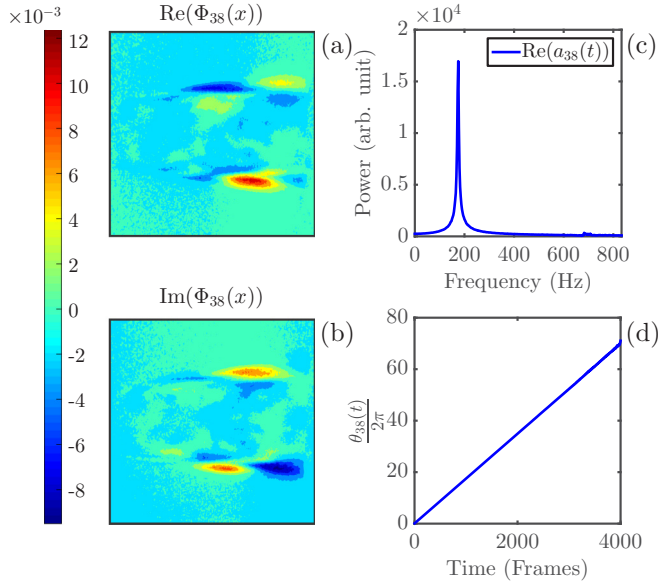 ×10⁻³
12
10
8
6
4
2
0
-2
-4
-6
-8
Re(Φ₃₈(x))
(a)
Im(Φ₃₈(x))
(b)
×10⁴
2
1.5
1
0.5
0
Power (arb. unit)
Re(a₃₈(t))
(c)
0 200 400 600 800
Frequency (Hz)
80
60
40
20
0
θ₃₈(t)
2π
(d)
0 2000 4000
Time (Frames)